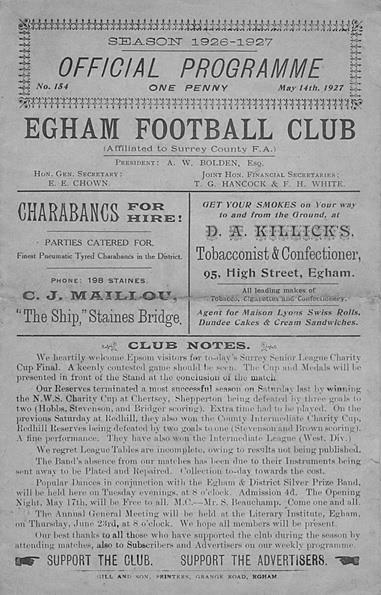 SEASON 1926-1927
OFFICIAL PROGRAMME
No. 154 ONE PENNY May 14th. 1927
EGHAM FOOTBALL CLUB
(Affiliated to Surrey County F.A.)
PRESIDENT: A. W. BOLDEN, Esq.
HON. GEN. SECRETARY:
E. E. CHOWN.
JOINT HON. FINANCIAL SECRETARIES:
T. G. HANCOCK & F. H. WHITE.
CHARABANCS FOR HIRE!
PARTIES CATERED FOR.
Finest Pneumatic Tyred Charabancs in the District.
PHONE: 198 STAINES.
C. J. MAILLOU,
"The Ship," Staines Bridge.
GET YOUR SMOKES on Your way
to and from the Ground, at
D. A. KILLICK'S,
Tobacconist & Confectioner,
95, High Street, Egham.
All leading makes of
Tobacco, Cigarettes and Confectionery.
Agent for Maison Lyons Swiss Rolls,
Dundee Cakes & Cream Sandwiches.
CLUB NOTES.
We heartily welcome Epsom visitors for to-day's Surrey Senior League Charity
Cup Final. A keenly contested game should be seen. The Cup and Medals will be
presented in front of the Stand at the conclusion of the match.
Our Reserves terminated a most successful season on Saturday last by winning
the N.W.S. Charity Cup at Chertsey, Shepperton being defeated by three goals to
two (Hobbs, Stevenson, and Bridger scoring). Extra time had to be played. On the
previous Saturday at Redhill, they also won the County Intermediate Charity Cup,
Redhill Reserves being defeated by two goals to one (Stevenson and Brown scoring).
A fine performance. They have also won the Intermediate League (West. Div.)
We regret League Tables are incomplete, owing to results not being published.
The Band's absence from our matches has been due to their Instruments being
sent away to be Plated and Repaired. Collection to-day towards the cost.
Popular Dances in conjunction with the Egham & District Silver Prize Band,
will be held here on Tuesday evenings, at 8 o'clock. Admission 4d. The Opening
Night, May 17th, will be Free to all. M.C.—Mr. S. Beauchamp. Come one and all.
The Annual General Meeting will be held at the Literary Institute, Egham,
on Thursday, June 23rd, at 8 o'clock. We hope all members will be present.
Our best thanks to all those who have supported the club during the season by
attending matches, also to Subscribers and Advertisers on our weekly programme.
SUPPORT THE CLUB. SUPPORT THE ADVERTISERS.
GILL AND SON, PRINTERS, GRANGE ROAD, EGHAM